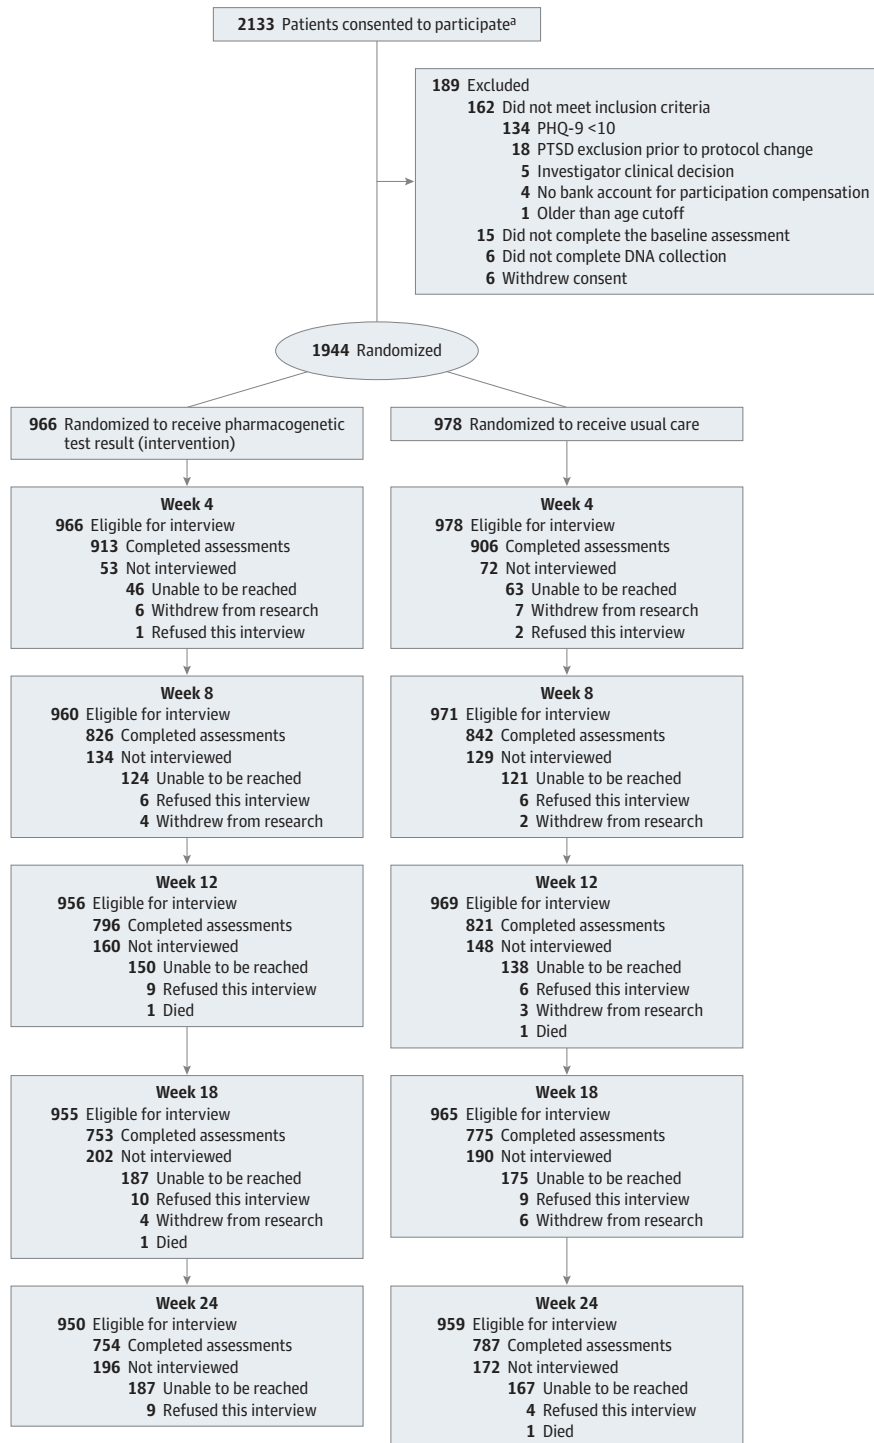 2133 Patients consented to participateª
189 Excluded
162 Did not meet inclusion criteria
134 PHQ-9 <10
18 PTSD exclusion prior to protocol change
5 Investigator clinical decision
4 No bank account for participation compensation
1 Older than age cutoff
15 Did not complete the baseline assessment
6 Did not complete DNA collection
6 Withdrew consent
1944 Randomized
966 Randomized to receive pharmacogenetic
test result (intervention)
978 Randomized to receive usual care
Week 4
966 Eligible for interview
913 Completed assessments
53 Not interviewed
46 Unable to be reached
6 Withdrew from research
1 Refused this interview
Week 4
978 Eligible for interview
906 Completed assessments
72 Not interviewed
63 Unable to be reached
7 Withdrew from research
2 Refused this interview
Week 8
960 Eligible for interview
826 Completed assessments
134 Not interviewed
124 Unable to be reached
6 Refused this interview
4 Withdrew from research
Week 8
971 Eligible for interview
842 Completed assessments
129 Not interviewed
121 Unable to be reached
6 Refused this interview
2 Withdrew from research
Week 12
956 Eligible for interview
796 Completed assessments
160 Not interviewed
150 Unable to be reached
9 Refused this interview
1 Died
Week 12
969 Eligible for interview
821 Completed assessments
148 Not interviewed
138 Unable to be reached
6 Refused this interview
3 Withdrew from research
1 Died
Week 18
955 Eligible for interview
753 Completed assessments
202 Not interviewed
187 Unable to be reached
10 Refused this interview
4 Withdrew from research
1 Died
Week 18
965 Eligible for interview
775 Completed assessments
190 Not interviewed
175 Unable to be reached
9 Refused this interview
6 Withdrew from research
Week 24
950 Eligible for interview
754 Completed assessments
196 Not interviewed
187 Unable to be reached
9 Refused this interview
Week 24
959 Eligible for interview
787 Completed assessments
172 Not interviewed
167 Unable to be reached
4 Refused this interview
1 Died